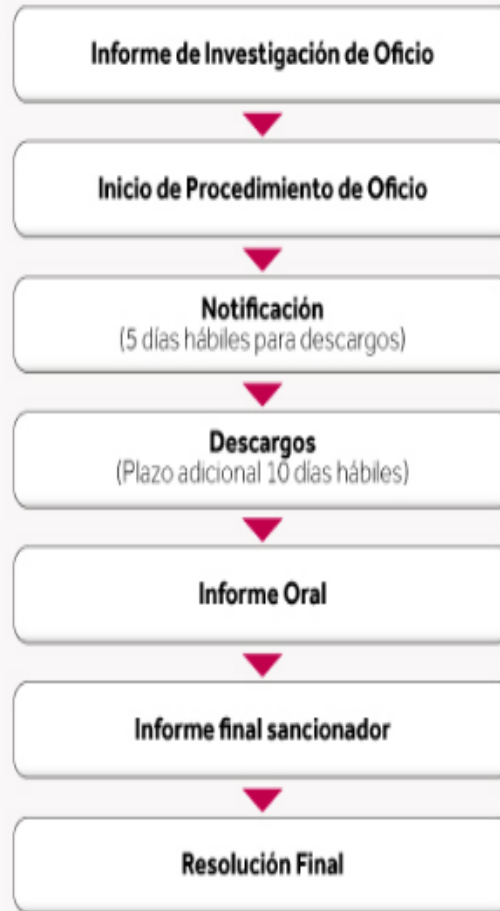 Informe de Investigación de Oficio
Inicio de Procedimiento de Oficio
Notificación
(5 días hábiles para descargos)
Descargos
(Plazo adicional 10 días hábiles)
Informe Oral
Informe final sancionador
Resolución Final